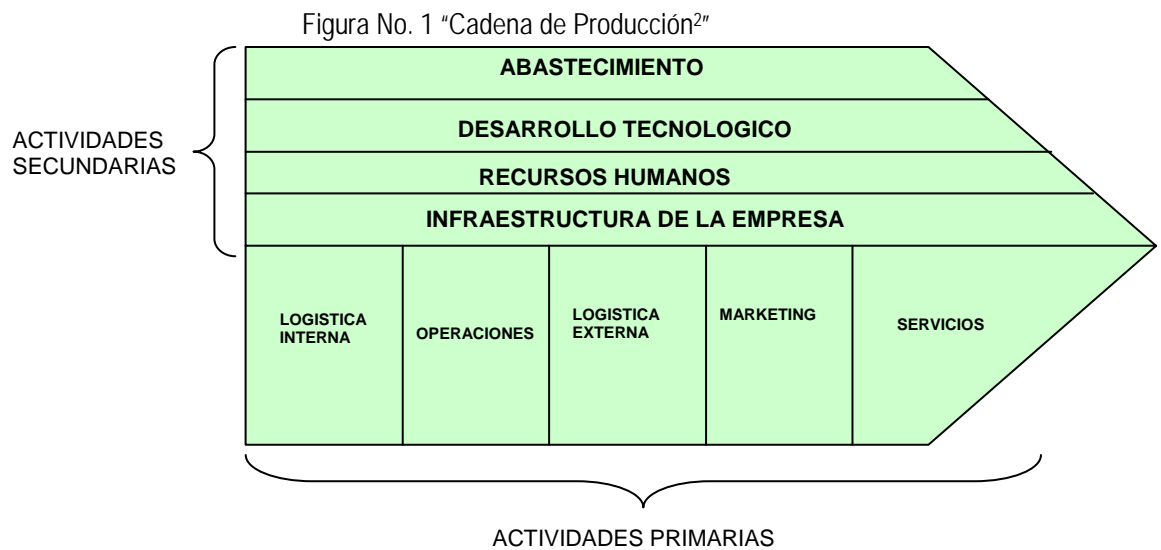 Figura No. 1 “Cadena de Producción²”
ABASTECIMIENTO
DESARROLLO TECNOLOGICO
RECURSOS HUMANOS
INFRAESTRUCTURA DE LA EMPRESA
ACTIVIDADES
SECUNDARIAS
LOGISTICA
INTERNA
OPERACIONES
LOGISTICA
EXTERNA
MARKETING
SERVICIOS
ACTIVIDADES PRIMARIAS